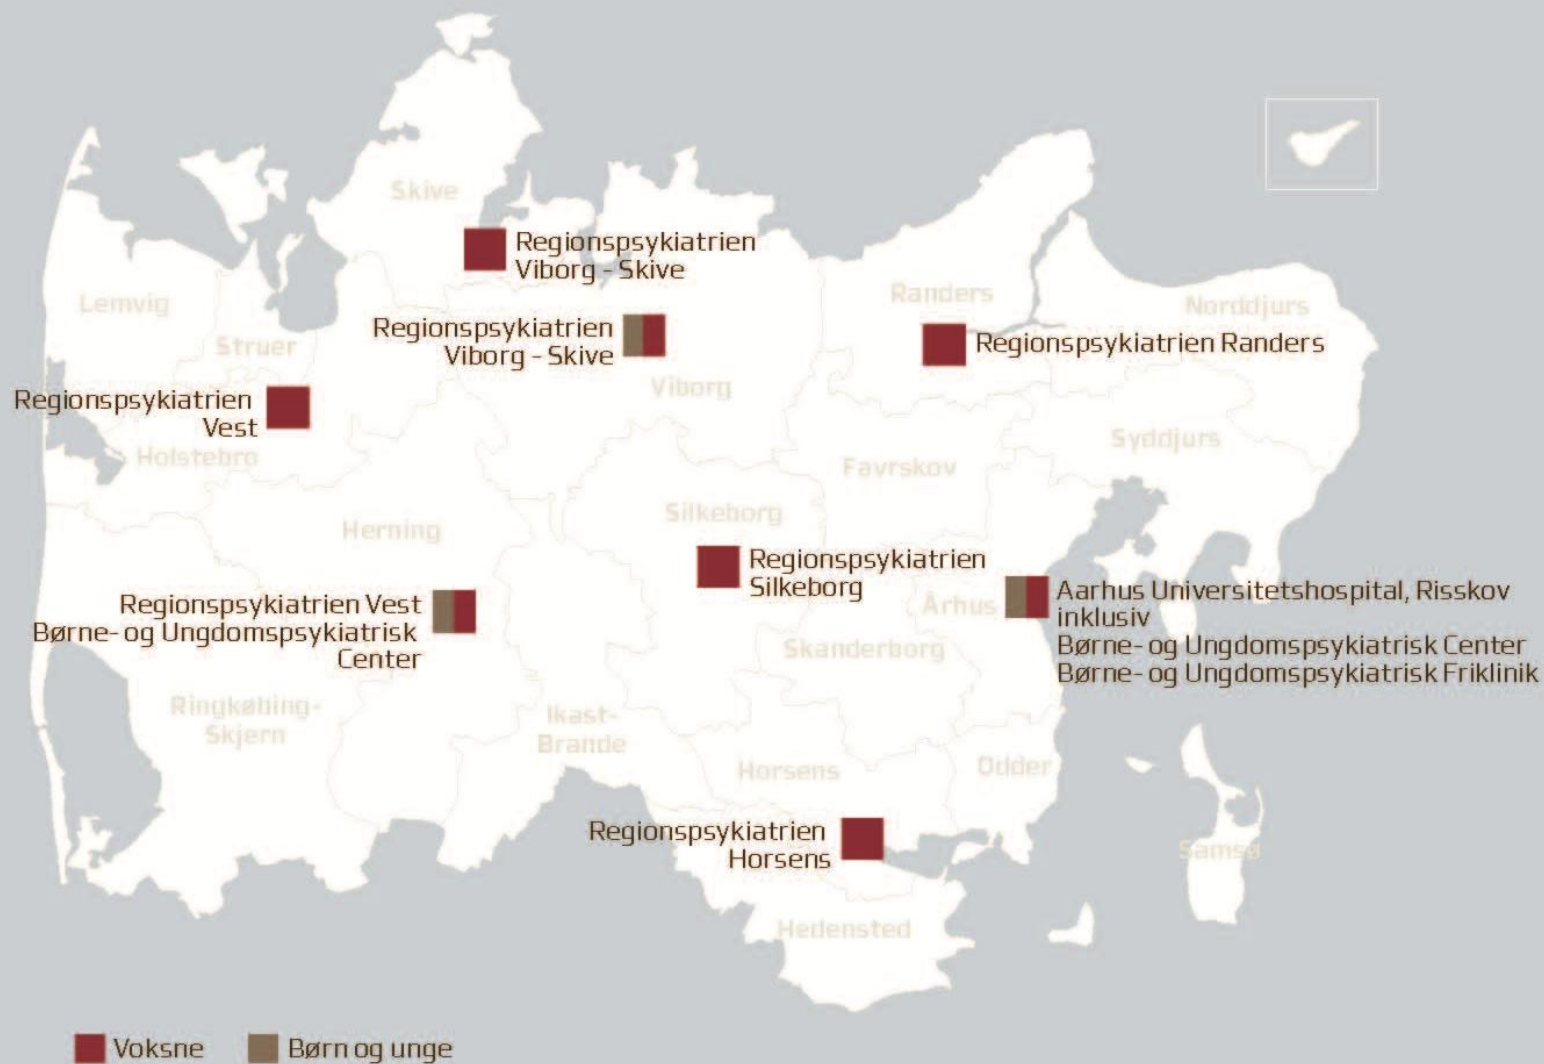 Skive
Regionspsykiatrien
Viborg - Skive
Lemvig
Randers
Norddjurs
Struer
Regionspsykiatrien
Viborg - Skive
Regionspsykiatrien Randers
Viborg
Regionspsykiatrien
Vest
Holstebro
Syddjurs
Favrskov
Herning
Silkeborg
Regionspsykiatrien
Silkeborg
Regionspsykiatrien Vest
Børne- og Ungdomspsykiatrisk
Center
Århus
Aarhus Universitetshospital, Risskov
inklusiv
Børne- og Ungdomspsykiatrisk Center
Børne- og Ungdomspsykiatrisk Friklinik
Skanderborg
Ringkøbing-
Skjern
Ikast-
Brande
Horsens
Odder
Regionspsykiatrien
Horsens
Samsø
Hedensted
Voksne
Børn og unge